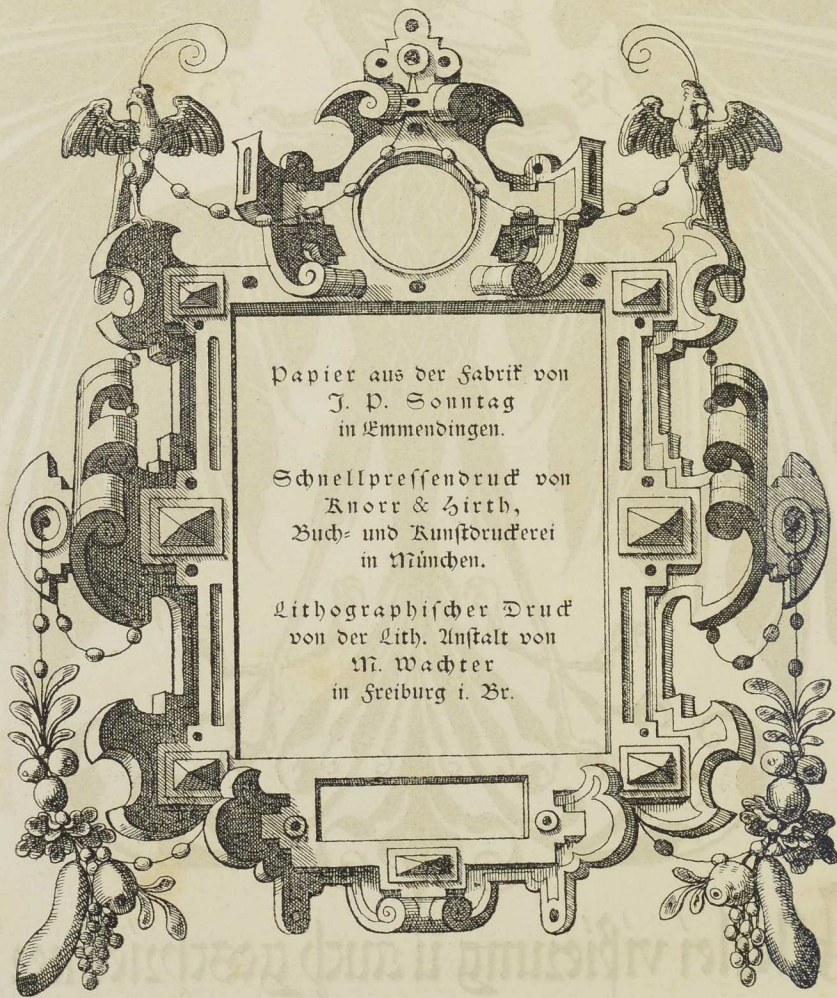 Papier aus der Fabrik von
J. P. Sonntag
in Emmendingen.
Schnellpressendruck von
Knorr & Hirth,
Buch- und Kunstdruckerei
in München.
Lithographischer Druck
von der Lith. Anstalt von
M. Wachter
in Freiburg i. Br.